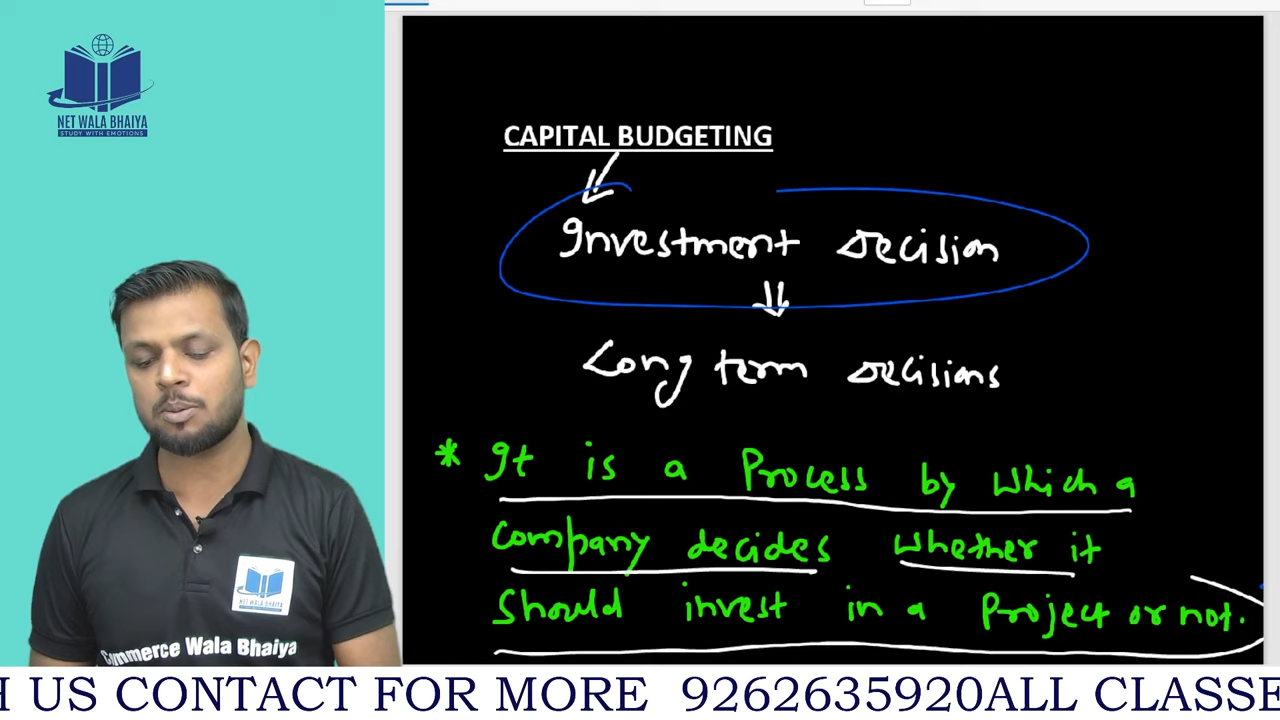 NET WALA BHAIYA
STUDY WITH EMOTIONS
CAPITAL BUDGETING
Investment Decision
Long term Decisions
* It is a Process by which a
company decides whether it
Should invest in a Project or not.
Commerce Wala Bhaiya
H US CONTACT FOR MORE 9262635920ALL CLASSE